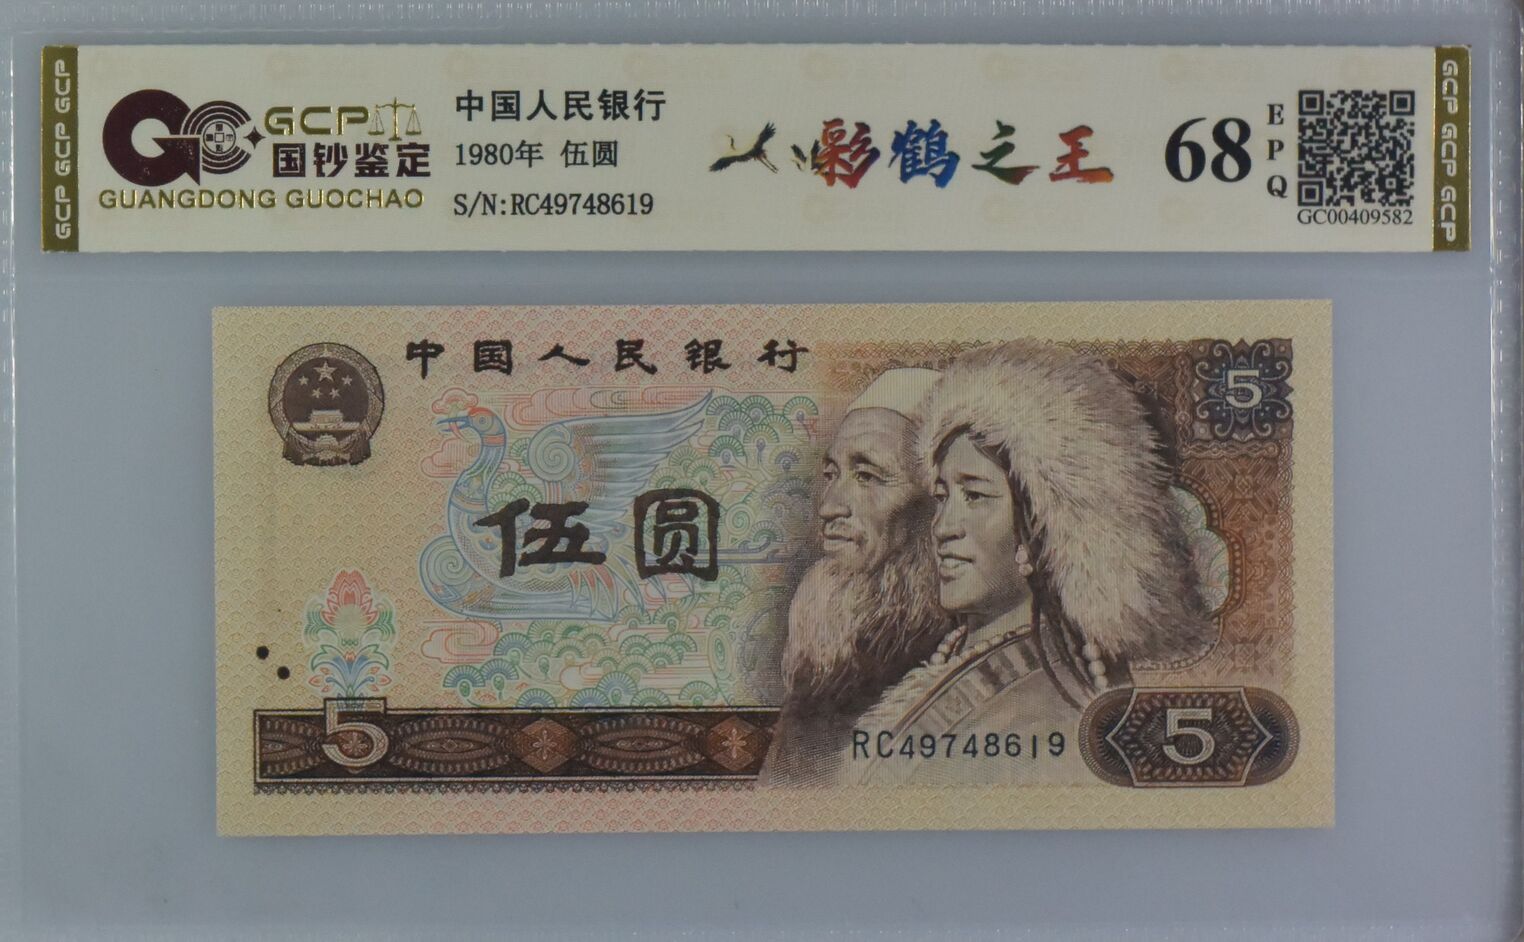 GCP
国钞鉴定
GUANGDONG GUOCHAO
中国人民银行
1980年 伍圆
S/N:RC49748619
彩鹤之王
68
EPQ
GC00409582
GCP GCP GCP
GCP GCP GCP
中国人民银行
5
伍圆
5
RC49748619
5